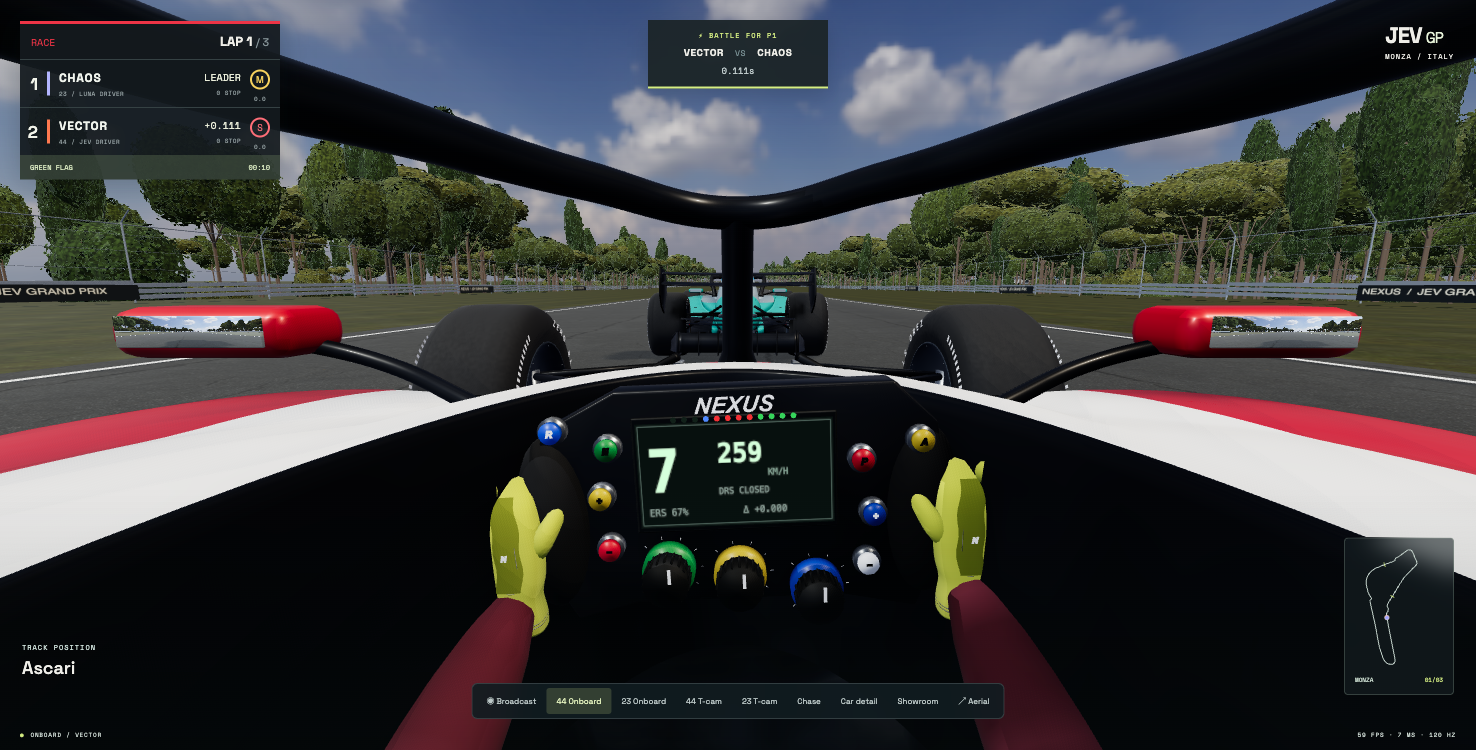 RACE
LAP 1 / 3
1 CHAOS LEADER M
23 / LUNA DRIVER 0 STOP 0.0
2 VECTOR +0.111 S
44 / JEV DRIVER 0 STOP 0.0
GREEN FLAG 00:10
⚡ BATTLE FOR P1
VECTOR VS CHAOS
0.111s
JEV GP
MONZA / ITALY
JEV GRAND PRIX
NEXUS / JEV GRA
NEXUS
7
259
KM/H
DRS CLOSED
ERS 67% Δ +0.000
R
A
P
+
+
-
-
N
N
TRACK POSITION
Ascari
MONZA 01/03
Broadcast 44 Onboard 23 Onboard 44 T-cam 23 T-cam Chase Car detail Showroom Aerial
ONBOARD / VECTOR
59 FPS · 7 MS · 120 HZ